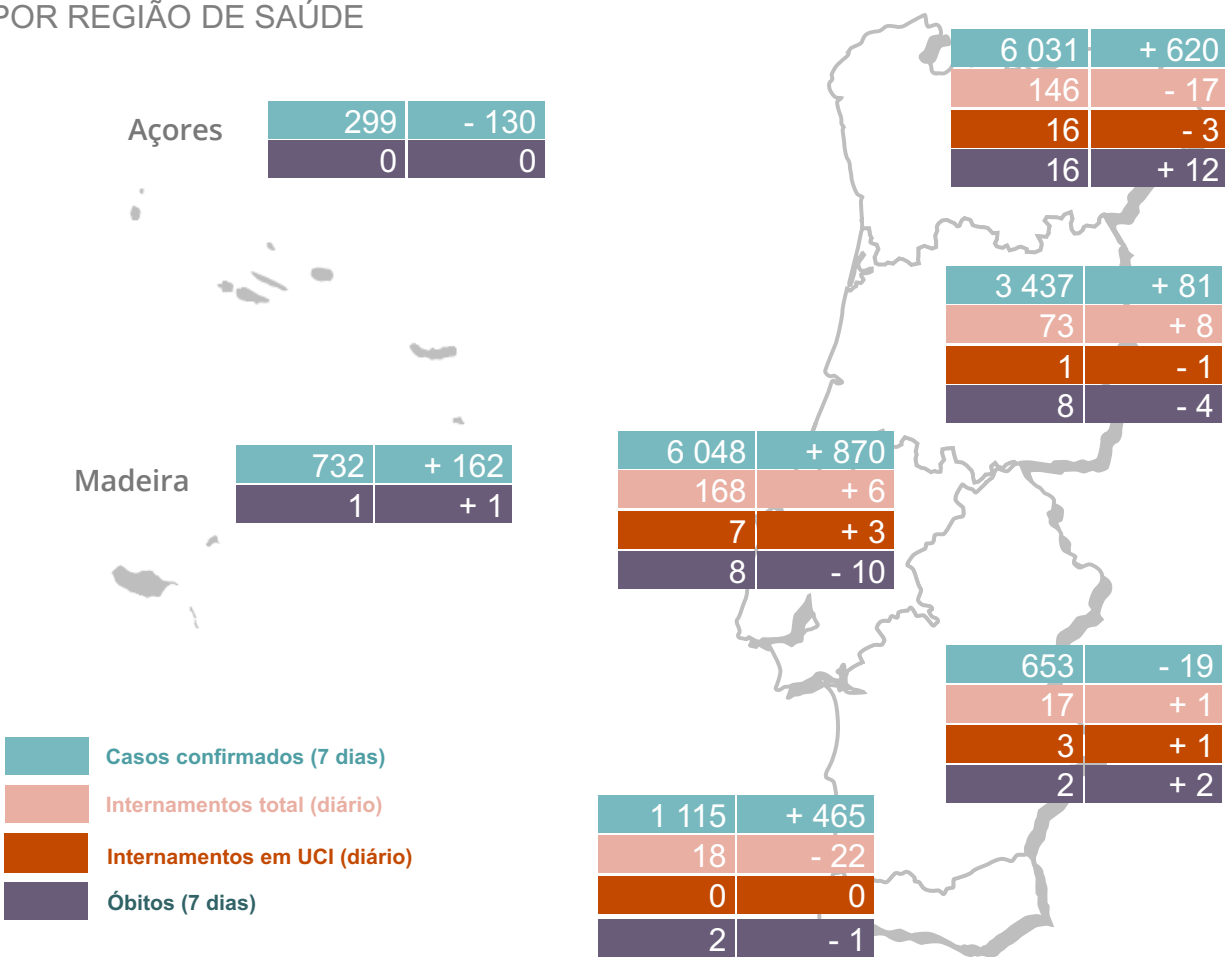 POR REGIÃO DE SAÚDE
6 031 + 620
146 - 17
16 - 3
16 + 12
Açores
299 - 130
0 0
3 437 + 81
73 + 8
1 - 1
8 - 4
Madeira
732 + 162
1 + 1
6 048 + 870
168 + 6
7 + 3
8 - 10
653 - 19
17 + 1
3 + 1
2 + 2
Casos confirmados (7 dias)
Internamentos total (diário)
Internamentos em UCI (diário)
Óbitos (7 dias)
1 115 + 465
18 - 22
0 0
2 - 1